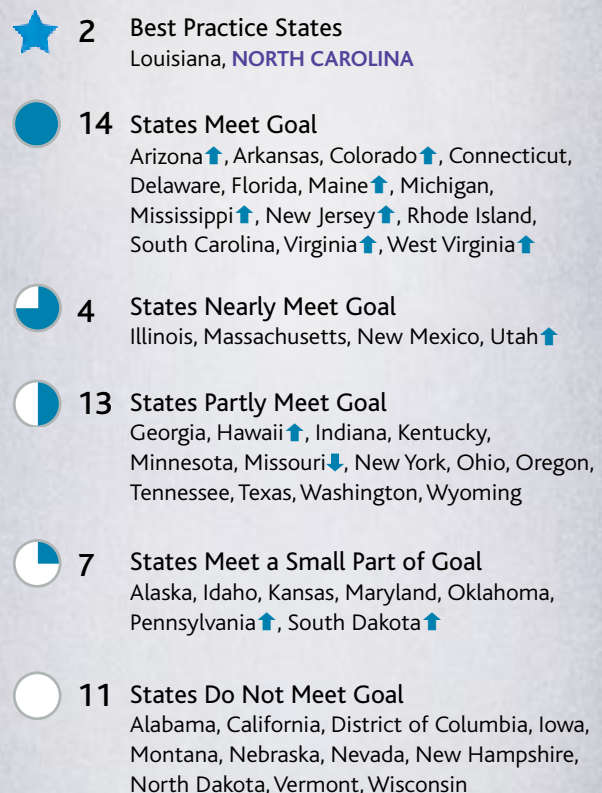 2 Best Practice States
Louisiana, NORTH CAROLINA
14 States Meet Goal
Arizona⬆, Arkansas, Colorado⬆, Connecticut,
Delaware, Florida, Maine⬆, Michigan,
Mississippi⬆, New Jersey⬆, Rhode Island,
South Carolina, Virginia⬆, West Virginia⬆
4 States Nearly Meet Goal
Illinois, Massachusetts, New Mexico, Utah⬆
13 States Partly Meet Goal
Georgia, Hawaii⬆, Indiana, Kentucky,
Minnesota, Missouri⬇, New York, Ohio, Oregon,
Tennessee, Texas, Washington, Wyoming
7 States Meet a Small Part of Goal
Alaska, Idaho, Kansas, Maryland, Oklahoma,
Pennsylvania⬆, South Dakota⬆
11 States Do Not Meet Goal
Alabama, California, District of Columbia, Iowa,
Montana, Nebraska, Nevada, New Hampshire,
North Dakota, Vermont, Wisconsin